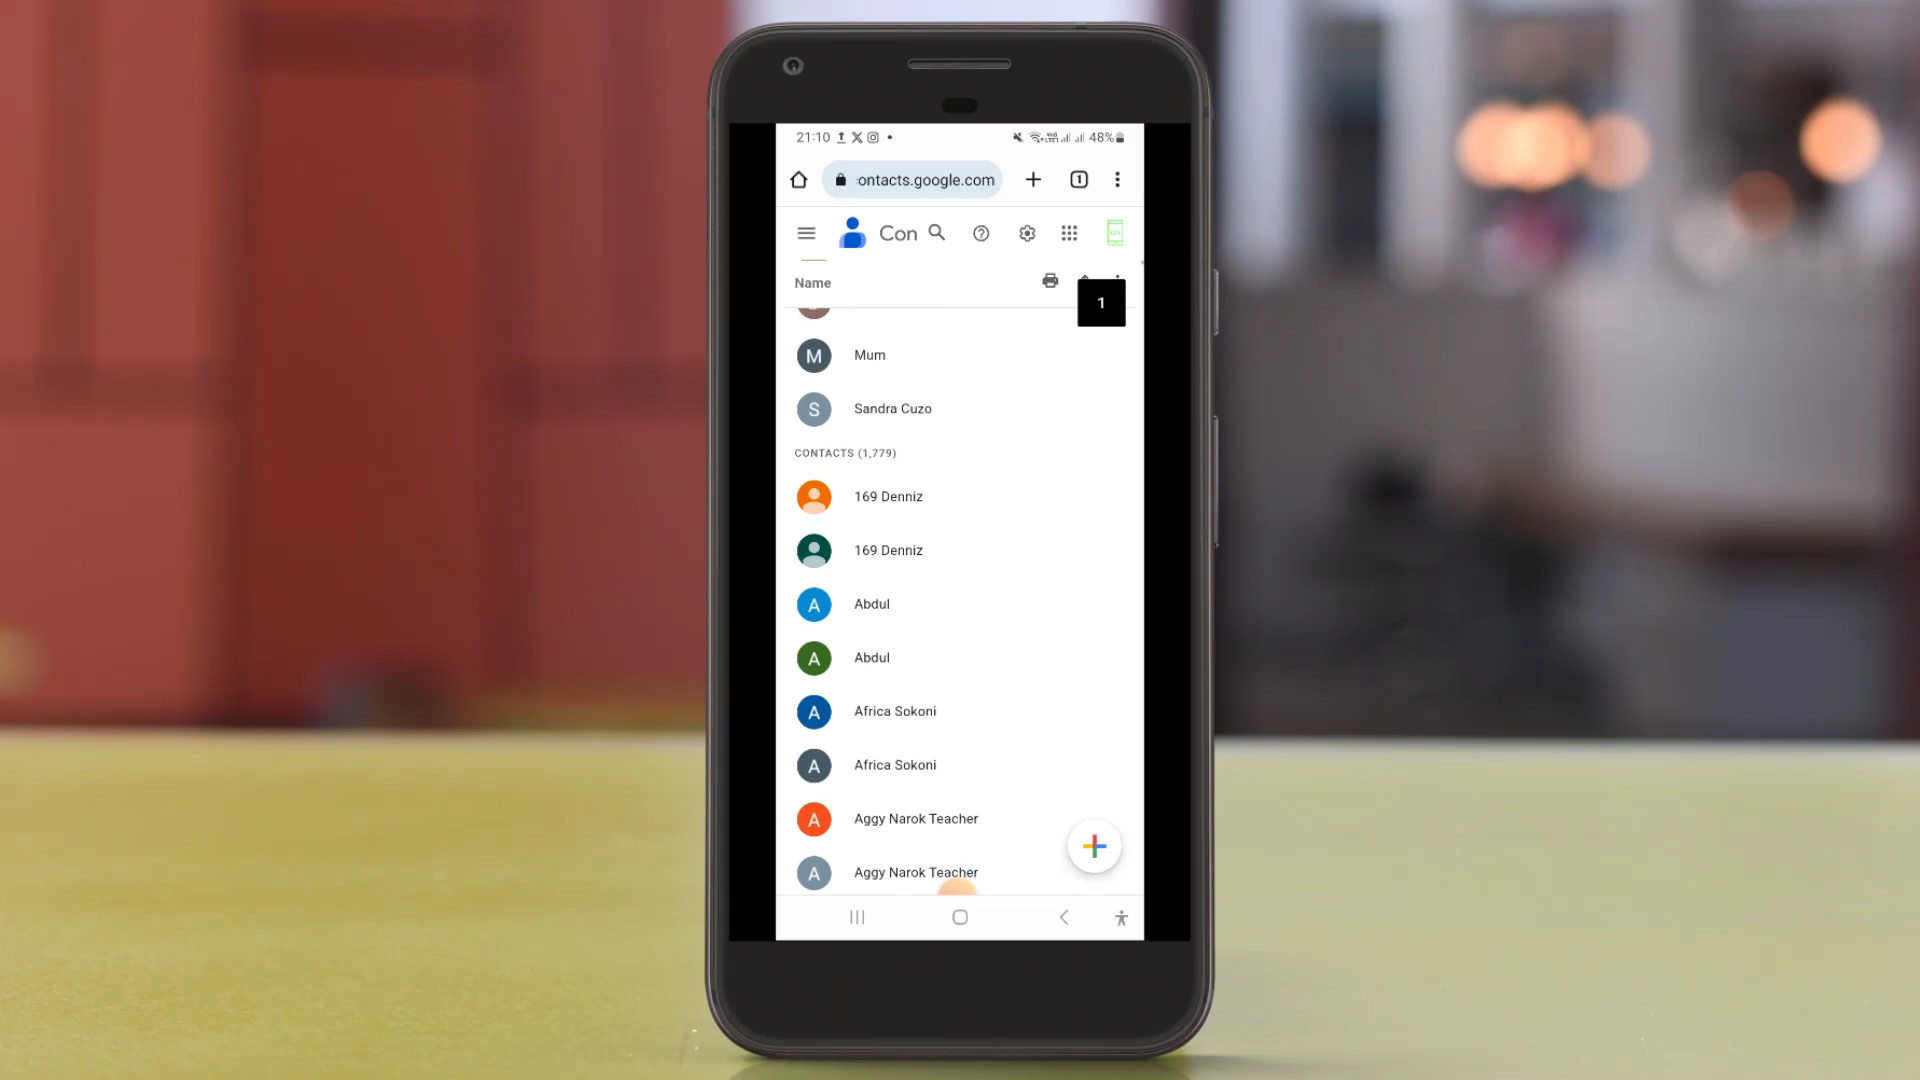 21:10
48%
1
ontacts.google.com
Con
Name
1
M Mum
S Sandra Cuzo
CONTACTS (1,779)
169 Denniz
169 Denniz
A Abdul
A Abdul
A Africa Sokoni
A Africa Sokoni
A Aggy Narok Teacher
A Aggy Narok Teacher